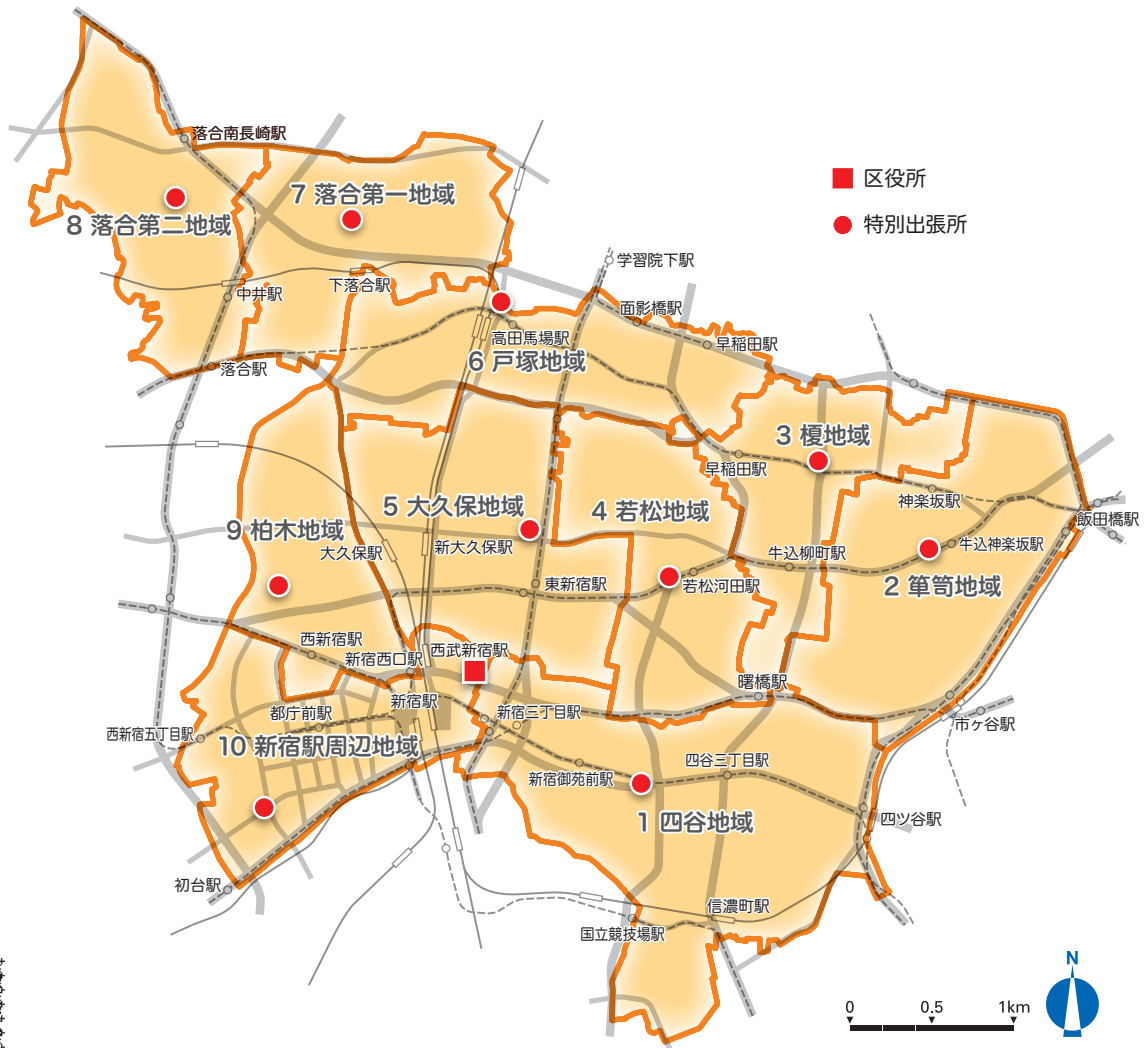 落合南長崎駅
7 落合第一地域
区役所
8 落合第二地域
特別出張所
学習院下駅
下落合駅
中井駅
面影橋駅
高田馬場駅
早稲田駅
6 戸塚地域
落合駅
3 榎地域
早稲田駅
神楽坂駅
5 大久保地域
4 若松地域
飯田橋駅
9 柏木地域
大久保駅
新大久保駅
牛込神楽坂駅
牛込柳町駅
東新宿駅
若松河田駅
2 箪笥地域
西新宿駅
新宿西口駅
西武新宿駅
曙橋駅
新宿駅
都庁前駅
新宿三丁目駅
市ヶ谷駅
西新宿五丁目駅
10 新宿駅周辺地域
四谷三丁目駅
新宿御苑前駅
1 四谷地域
四ツ谷駅
初台駅
信濃町駅
国立競技場駅
N
0 0.5 1km